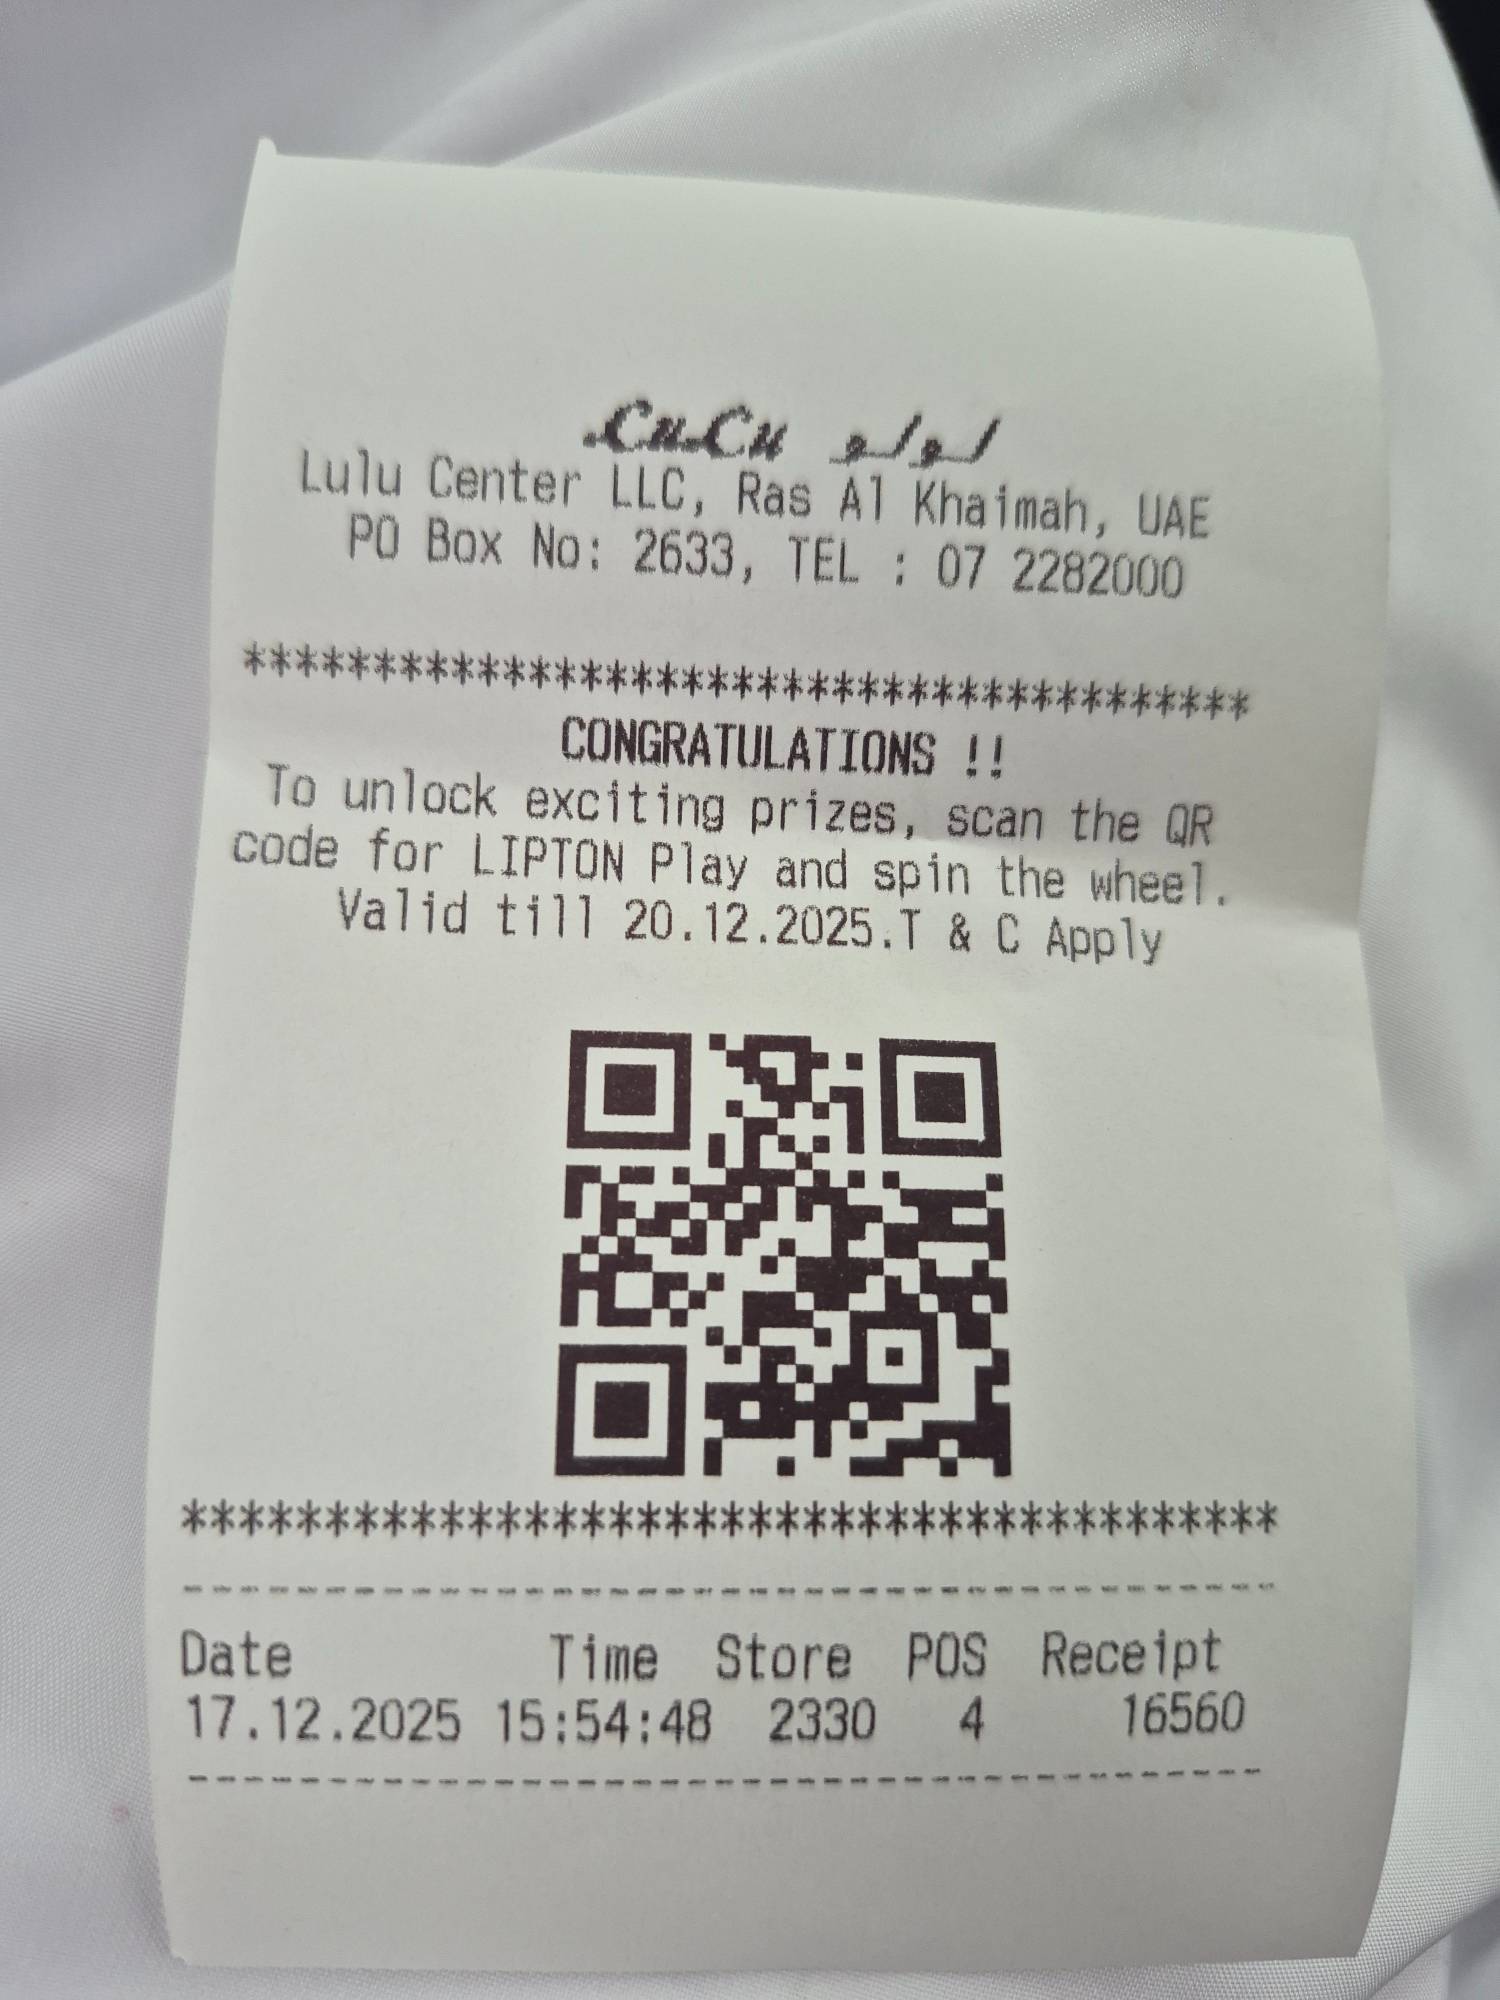 LuLu لولو
Lulu Center LLC, Ras Al Khaimah, UAE
PO Box No: 2633, TEL : 07 2282000
****************************************
CONGRATULATIONS !!
To unlock exciting prizes, scan the QR
code for LIPTON Play and spin the wheel.
Valid till 20.12.2025.T & C Apply
****************************************
----------------------------------------
Date Time Store POS Receipt
17.12.2025 15:54:48 2330 4 16560
----------------------------------------